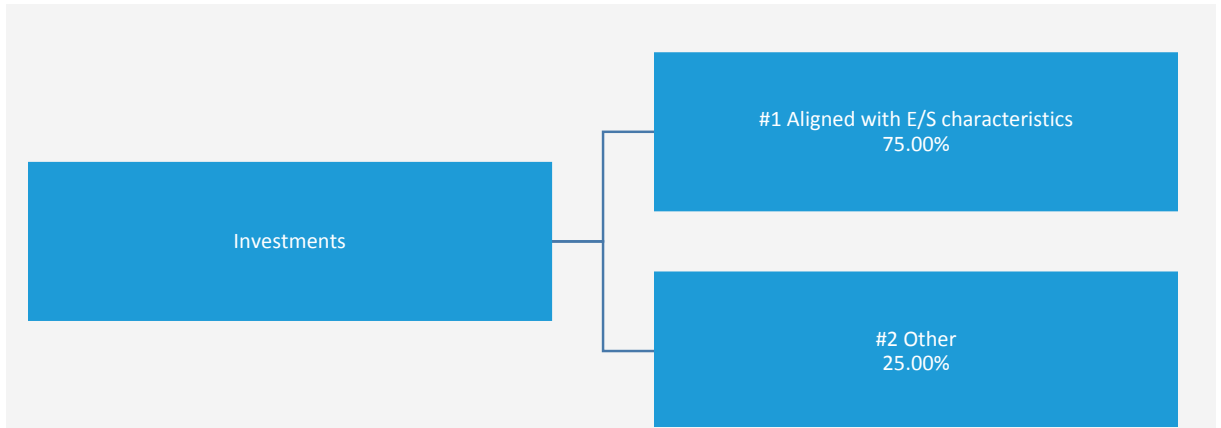 #1 Aligned with E/S characteristics
75.00%
Investments
#2 Other
25.00%